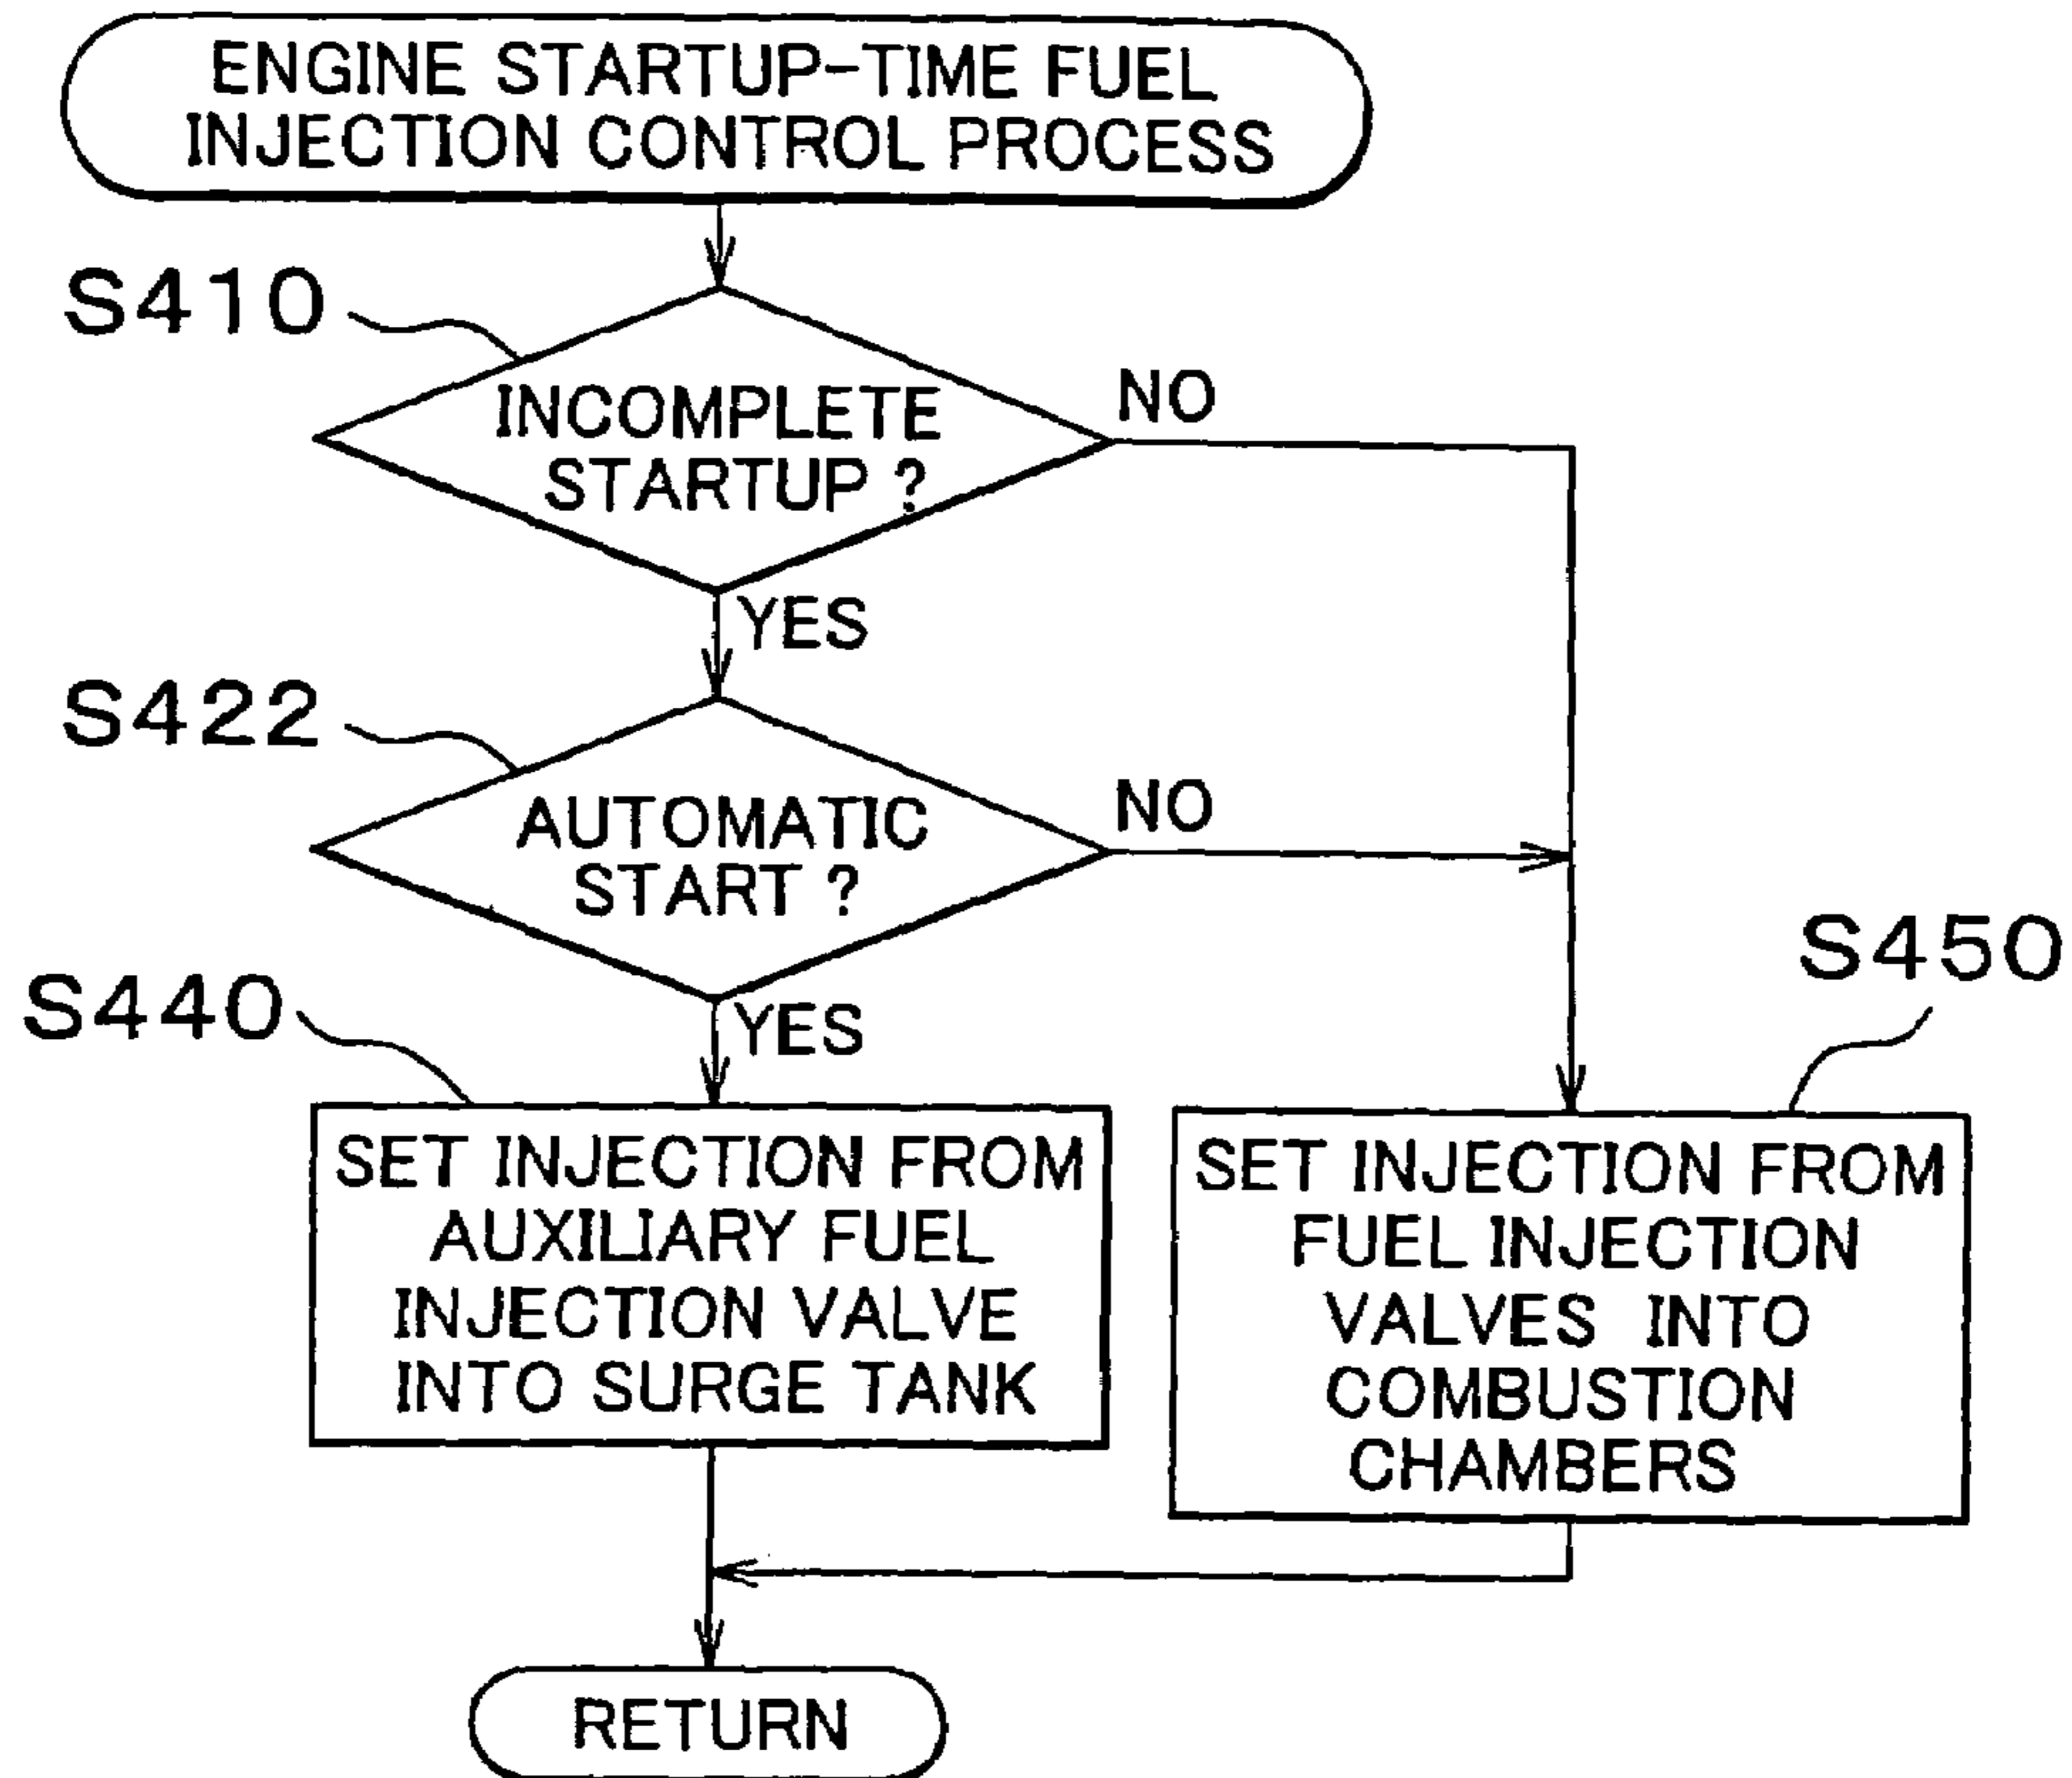 ENGINE STARTUP-TIME FUEL
INJECTION CONTROL PROCESS
S410
INCOMPLETE
STARTUP ?
NO
YES
S422
AUTOMATIC
START ?
NO
YES
S440
SET INJECTION FROM
AUXILIARY FUEL
INJECTION VALVE
INTO SURGE TANK
S450
SET INJECTION FROM
FUEL INJECTION
VALVES INTO
COMBUSTION
CHAMBERS
RETURN